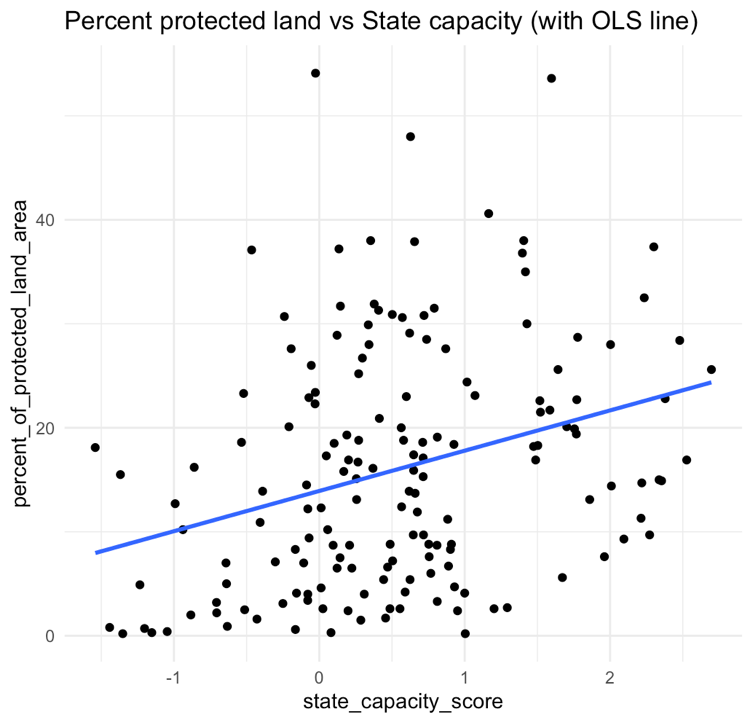 Percent protected land vs State capacity (with OLS line)
percent_of_protected_land_area
40
20
0
-1
0
1
2
state_capacity_score